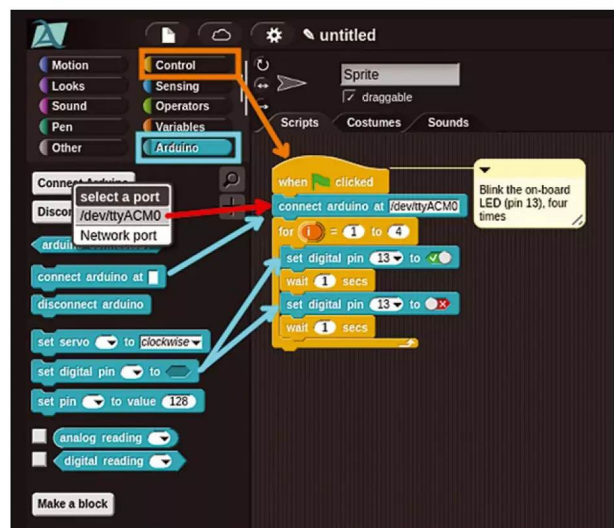 untitled
Motion
Looks
Sound
Pen
Other
Control
Sensing
Operators
Variables
Arduino
Sprite
draggable
Scripts
Costumes
Sounds
Connect Arduino
select a port
/dev/ttyACM0
Network port
connect arduino at
disconnect arduino
set servo to clockwise
set digital pin to
set pin to value 128
analog reading
digital reading
Make a block
when clicked
connect arduino at /dev/ttyACM0
for i = 1 to 4
set digital pin 13 to
wait 1 secs
set digital pin 13 to
wait 1 secs
Blink the on-board
LED (pin 13), four
times